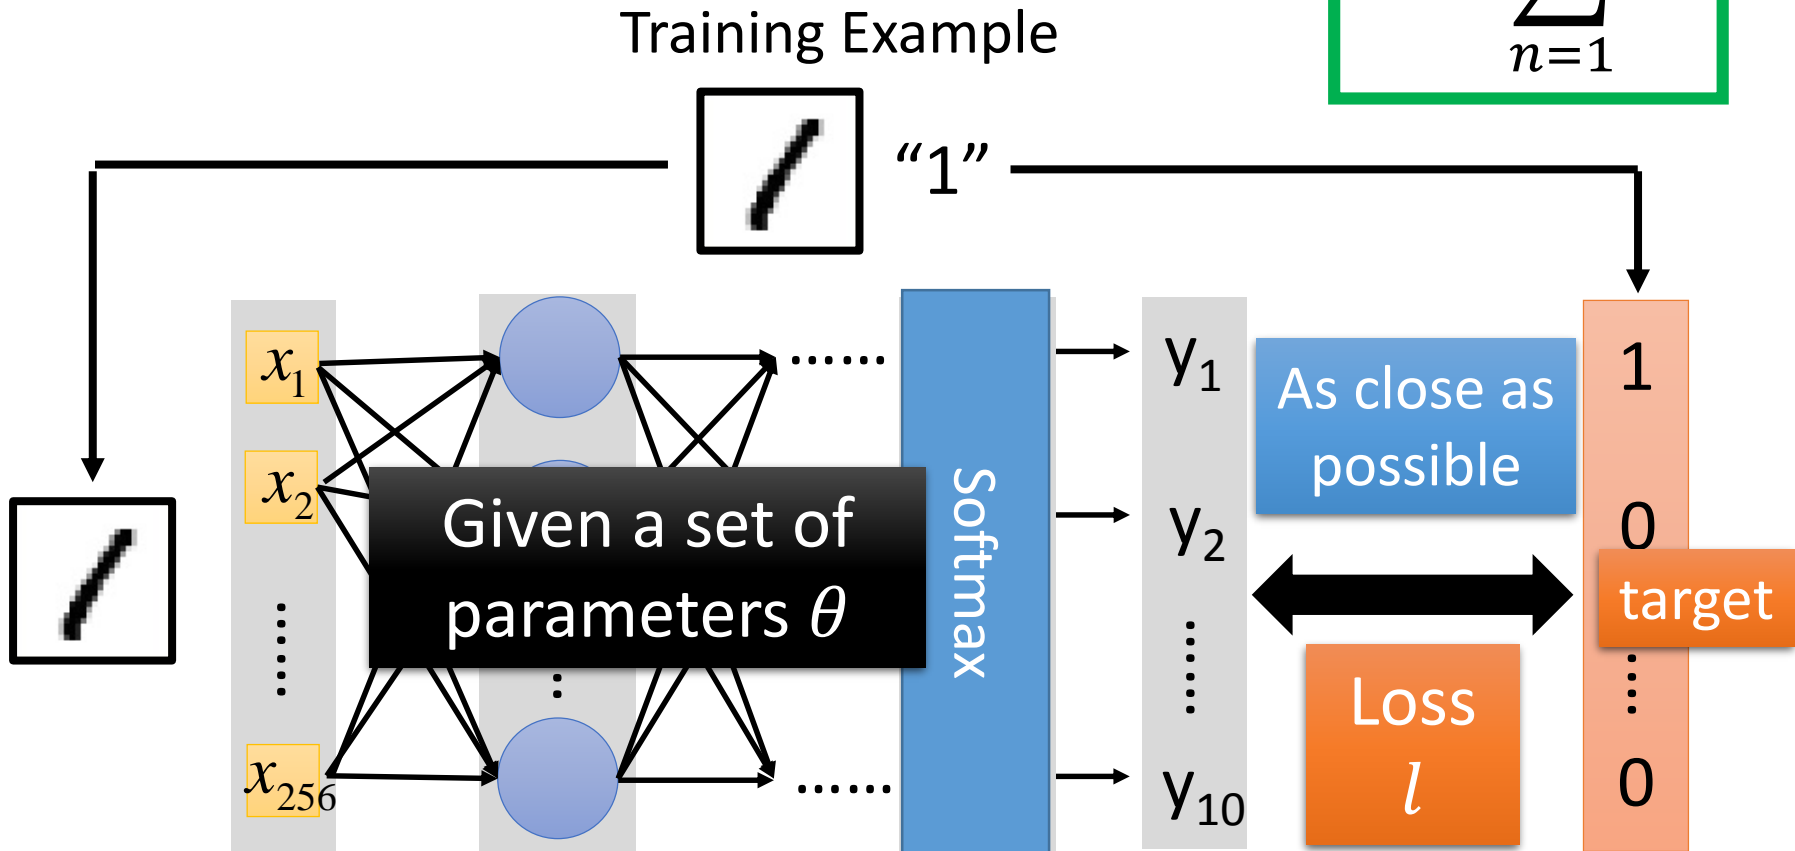 Training Example
∑
n=1
“1”
x1
x2
x256
Given a set of
parameters θ
Softmax
y1
y2
y10
As close as
possible
Loss
l
1
0
target
0